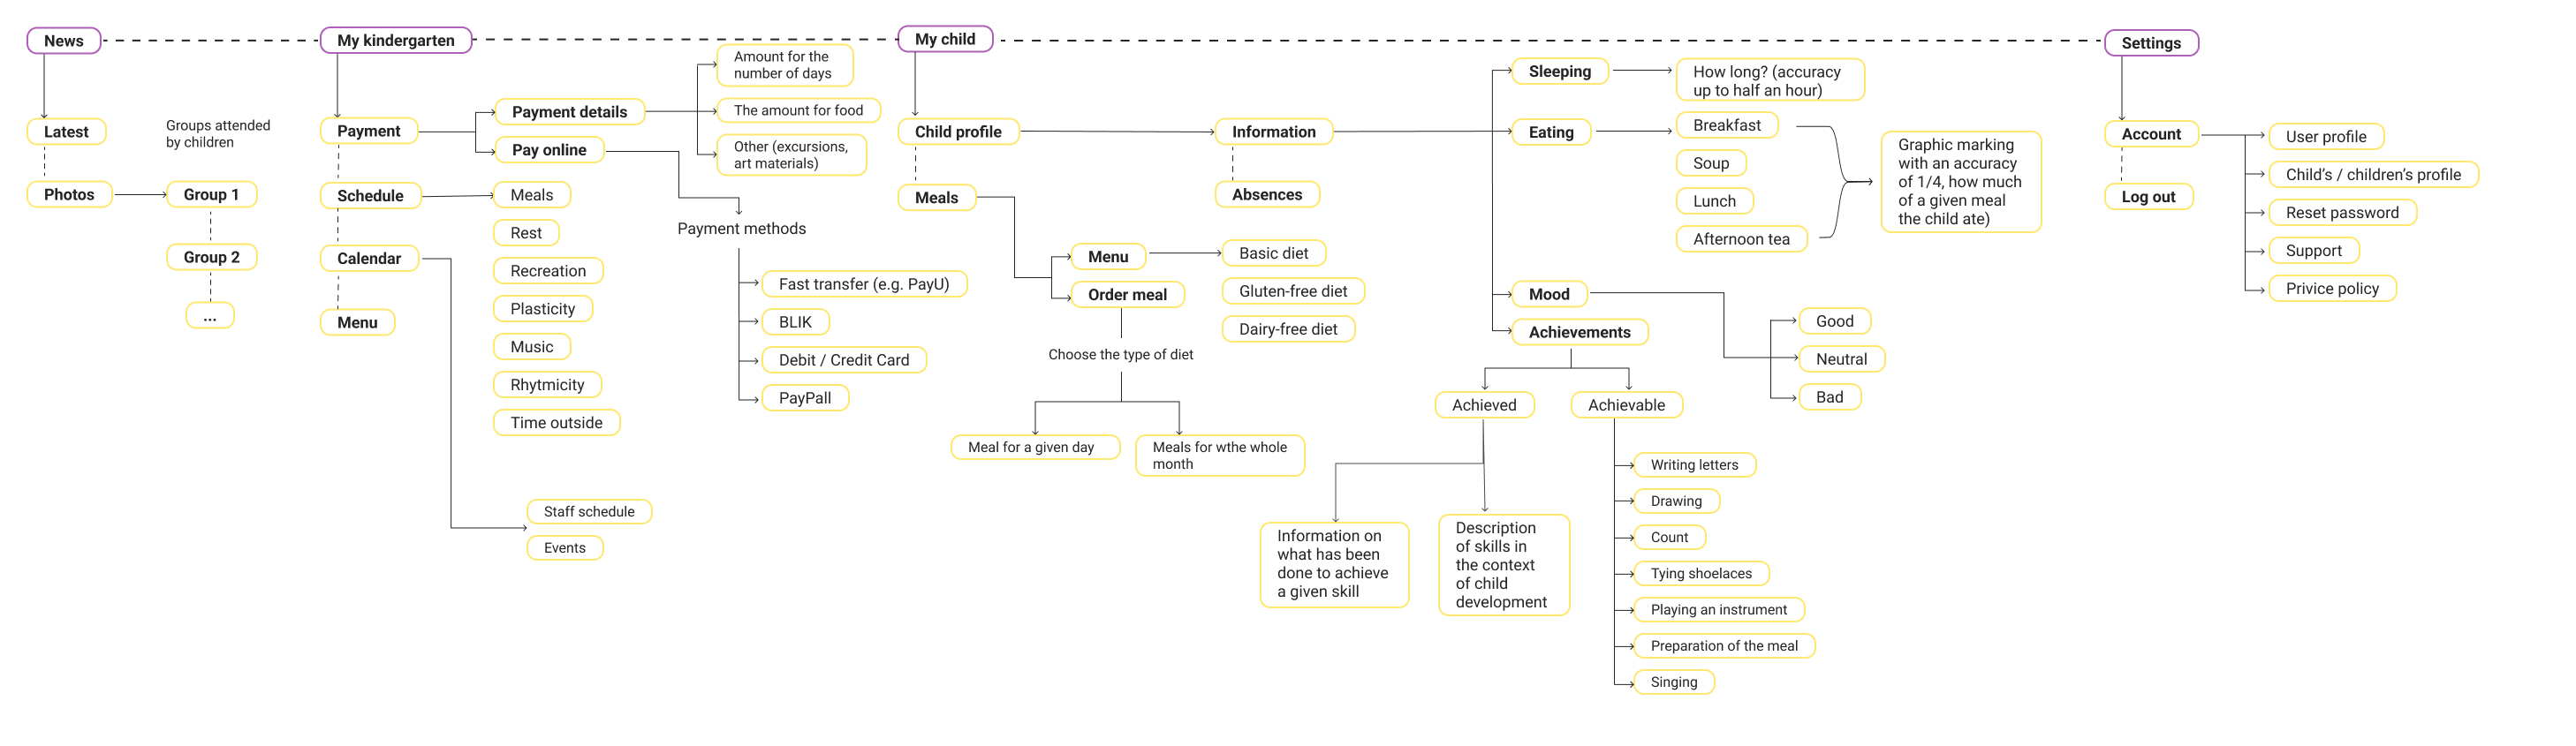 News
My kindergarten
My child
Settings
Latest
Photos
Groups attended
by children
Group 1
Group 2
...
Payment
Schedule
Calendar
Menu
Payment details
Pay online
Amount for the
number of days
The amount for food
Other (excursions,
art materials)
Meals
Rest
Recreation
Plasticity
Music
Rhytmicity
Time outside
Payment methods
Fast transfer (e.g. PayU)
BLIK
Debit / Credit Card
PayPall
Staff schedule
Events
Child profile
Meals
Information
Absences
Menu
Order meal
Basic diet
Gluten-free diet
Dairy-free diet
Choose the type of diet
Meal for a given day
Meals for wthe whole
month
Sleeping
How long? (accuracy
up to half an hour)
Eating
Breakfast
Soup
Lunch
Afternoon tea
Graphic marking
with an accuracy
of 1/4, how much
of a given meal
the child ate)
Mood
Good
Neutral
Bad
Achievements
Achieved
Achievable
Information on
what has been
done to achieve
a given skill
Description
of skills in
the context
of child
development
Writing letters
Drawing
Count
Tying shoelaces
Playing an instrument
Preparation of the meal
Singing
Account
Log out
User profile
Child's / children's profile
Reset password
Support
Privice policy